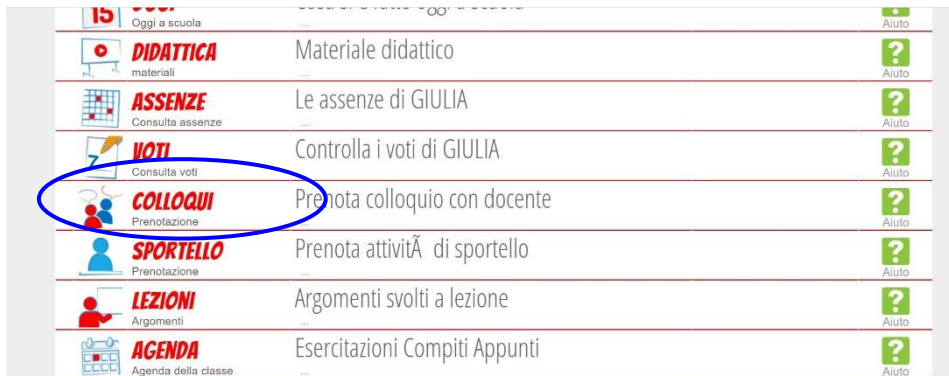 15
Oggi a scuola
Aiuto
DIDATTICA
materiali
Materiale didattico
...
?
Aiuto
ASSENZE
Consulta assenze
Le assenze di GIULIA
...
?
Aiuto
7
VOTI
Consulta voti
Controlla i voti di GIULIA
...
?
Aiuto
COLLOQUI
Prenotazione
Prenota colloquio con docente
...
?
Aiuto
SPORTELLO
Prenotazione
Prenota attivitÃ  di sportello
...
?
Aiuto
LEZIONI
Argomenti
Argomenti svolti a lezione
...
?
Aiuto
AGENDA
Agenda della classe
Esercitazioni Compiti Appunti
...
?
Aiuto